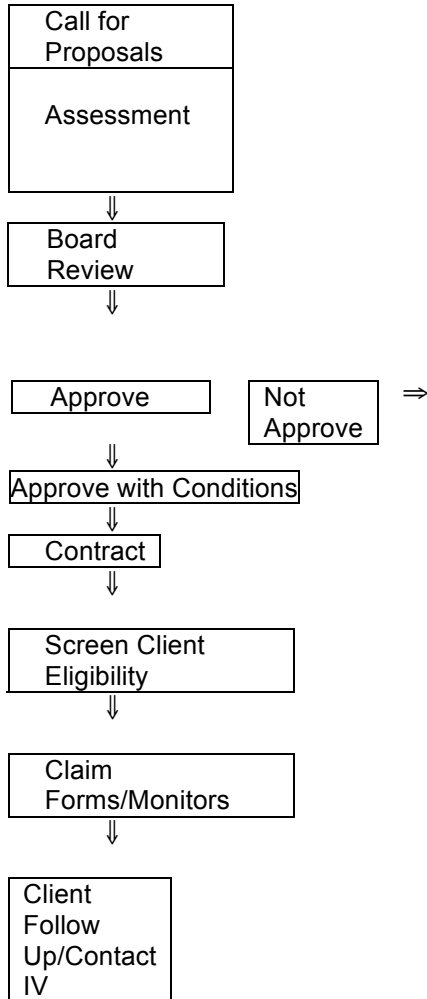 Call for
Proposals
Assessment
⇓
Board
Review
⇓
Approve
Not
Approve
⇒
⇓
Approve with Conditions
⇓
Contract
⇓
Screen Client
Eligibility
⇓
Claim
Forms/Monitors
⇓
Client
Follow
Up/Contact
IV